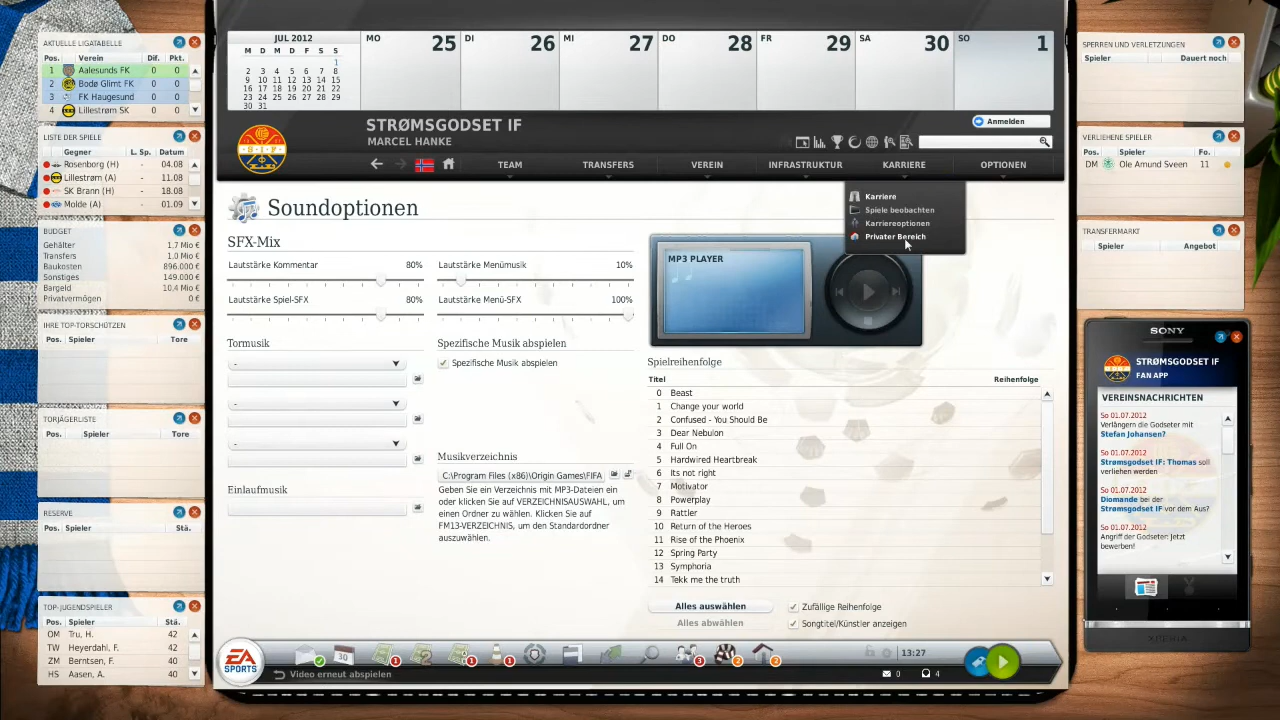 AKTUELLE LIGATABELLE
Pos. Verein Dif. Pkt.
1 Aalesunds FK 0 0
2 Bodø Glimt FK 0 0
3 FK Haugesund 0 0
4 Lillestrøm SK 0 0
LISTE DER SPIELE
Gegner L. Sp. Datum
Rosenborg (H) - 04.08
Lillestrøm (A) - 11.08
SK Brann (H) - 18.08
Molde (A) - 01.09
BUDGET
Gehälter 1.7 Mio €
Transfers 1.0 Mio €
Baukosten 896.000 €
Sonstiges 149.000 €
Bargeld 10.4 Mio €
Privatvermögen 0 €
IHRE TOP-TORSCHÜTZEN
Pos. Spieler Tore
TORJÄGERLISTE
Spieler Tore
RESERVE
Pos. Spieler Stä.
TOP-JUGENDSPIELER
Pos. Spieler Stä.
OM Tru, H. 42
TW Heyerdahl, F. 42
ZM Berntsen, F. 40
HS Aasen, A. 40
JUL 2012
M D M D F S S
1
2 3 4 5 6 7 8
9 10 11 12 13 14 15
16 17 18 19 20 21 22
23 24 25 26 27 28 29
30 31
MO 25
DI 26
MI 27
DO 28
FR 29
SA 30
SO 1
STRØMSGODSET IF
MARCEL HANKE
Anmelden
TEAM
TRANSFERS
VEREIN
INFRASTRUKTUR
KARRIERE
OPTIONEN
Karriere
Spiele beobachten
Karriereoptionen
Privater Bereich
Soundoptionen
SFX-Mix
Lautstärke Kommentar 80%
Lautstärke Menümusik 10%
Lautstärke Spiel-SFX 80%
Lautstärke Menü-SFX 100%
Tormusik
-
-
-
Einlaufmusik
Spezifische Musik abspielen
Spezifische Musik abspielen
Musikverzeichnis
C:\Program Files (x86)\Origin Games\FIFA
Geben Sie ein Verzeichnis mit MP3-Dateien ein
oder klicken Sie auf VERZEICHNISAUSWAHL, um
einen Ordner zu wählen. Klicken Sie auf
FM13-VERZEICHNIS, um den Standardordner
auszuwählen.
MP3 PLAYER
Spielreihenfolge
Titel Reihenfolge
0 Beast
1 Change your world
2 Confused - You Should Be
3 Dear Nebulon
4 Full On
5 Hardwired Heartbreak
6 Its not right
7 Motivator
8 Powerplay
9 Rattler
10 Return of the Heroes
11 Rise of the Phoenix
12 Spring Party
13 Symphoria
14 Tekk me the truth
Alles auswählen
Alles abwählen
Zufällige Reihenfolge
Songtitel/Künstler anzeigen
EA
SPORTS
30
1
2
1
1
3
2
2
13:27
Video erneut abspielen
0
4
SPERREN UND VERLETZUNGEN
Spieler Dauert noch
VERLIEHENE SPIELER
Pos. Spieler Fo.
DM Ole Amund Sveen 11
TRANSFERMARKT
Spieler Angebot
SONY
STRØMSGODSET IF
FAN APP
VEREINSNACHRICHTEN
So 01.07.2012
Verlängern die Godseter mit
Stefan Johansen?
So 01.07.2012
Strømsgodset IF: Thomas soll
verliehen werden
So 01.07.2012
Diomande bei der
Strømsgodset IF vor dem Aus?
So 01.07.2012
Angriff der Godseter: Jetzt
bewerben!
XPERIA